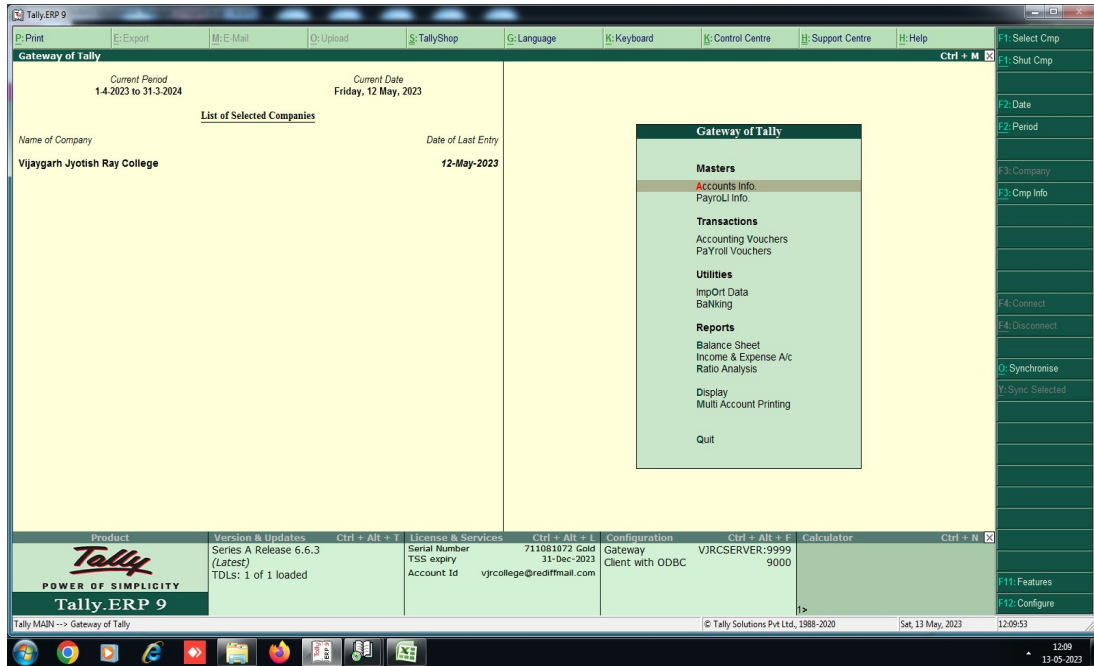 Tally.ERP 9
P: Print E: Export M: E-Mail O: Upload S: TallyShop G: Language K: Keyboard K: Control Centre H: Support Centre H: Help
Gateway of Tally Ctrl + M
Current Period Current Date
1-4-2023 to 31-3-2024 Friday, 12 May, 2023
List of Selected Companies
Name of Company Date of Last Entry
Vijaygarh Jyotish Ray College 12-May-2023
Gateway of Tally
Masters
Accounts Info.
PayroLl Info.
Transactions
Accounting Vouchers
PaYroll Vouchers
Utilities
ImpOrt Data
BaNking
Reports
Balance Sheet
Income & Expense A/c
Ratio Analysis
Display
Multi Account Printing
Quit
F1: Select Cmp
F1: Shut Cmp
F2: Date
F2: Period
F3: Company
F3: Cmp Info
F4: Connect
F4: Disconnect
O: Synchronise
Y: Sync Selected
F11: Features
F12: Configure
Product
Tally
POWER OF SIMPLICITY
Tally.ERP 9
Version & Updates Ctrl + Alt + T
Series A Release 6.6.3
(Latest)
TDLs: 1 of 1 loaded
License & Services Ctrl + Alt + L
Serial Number 711081072 Gold
TSS expiry 31-Dec-2023
Account Id vjrcollege@rediffmail.com
Configuration Ctrl + Alt + F
Gateway VJRCSERVER:9999
Client with ODBC 9000
Calculator Ctrl + N
1>
Tally MAIN --> Gateway of Tally © Tally Solutions Pvt Ltd., 1988-2020 Sat, 13 May, 2023 12:09:53
12:09
13-05-2023